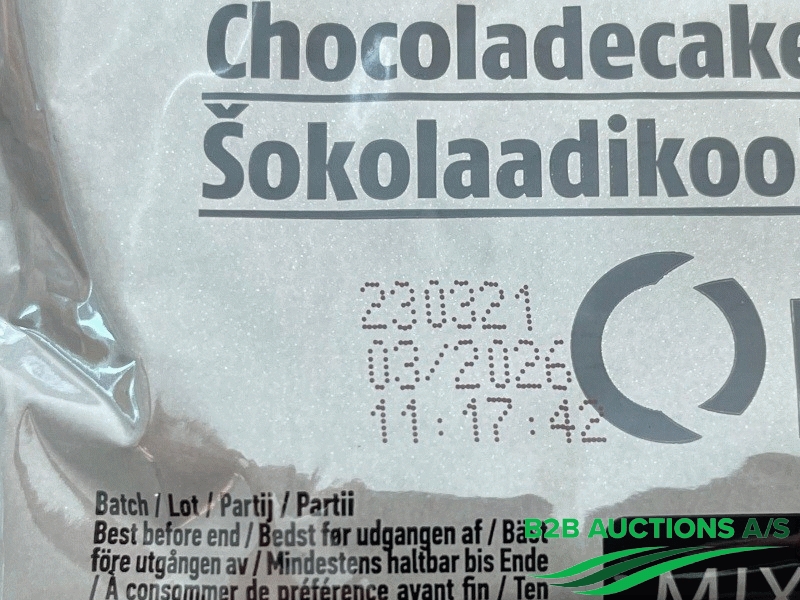 Chocoladecake
Šokolaadikoo
230321
03/2026
11:17:42
Batch / Lot / Partij / Partii
Best before end / Bedst før udgangen af / Bäst
före utgången av / Mindestens haltbar bis Ende
/ À consommer de préférence avant fin / Ten
B2B AUCTIONS A/S
MIX